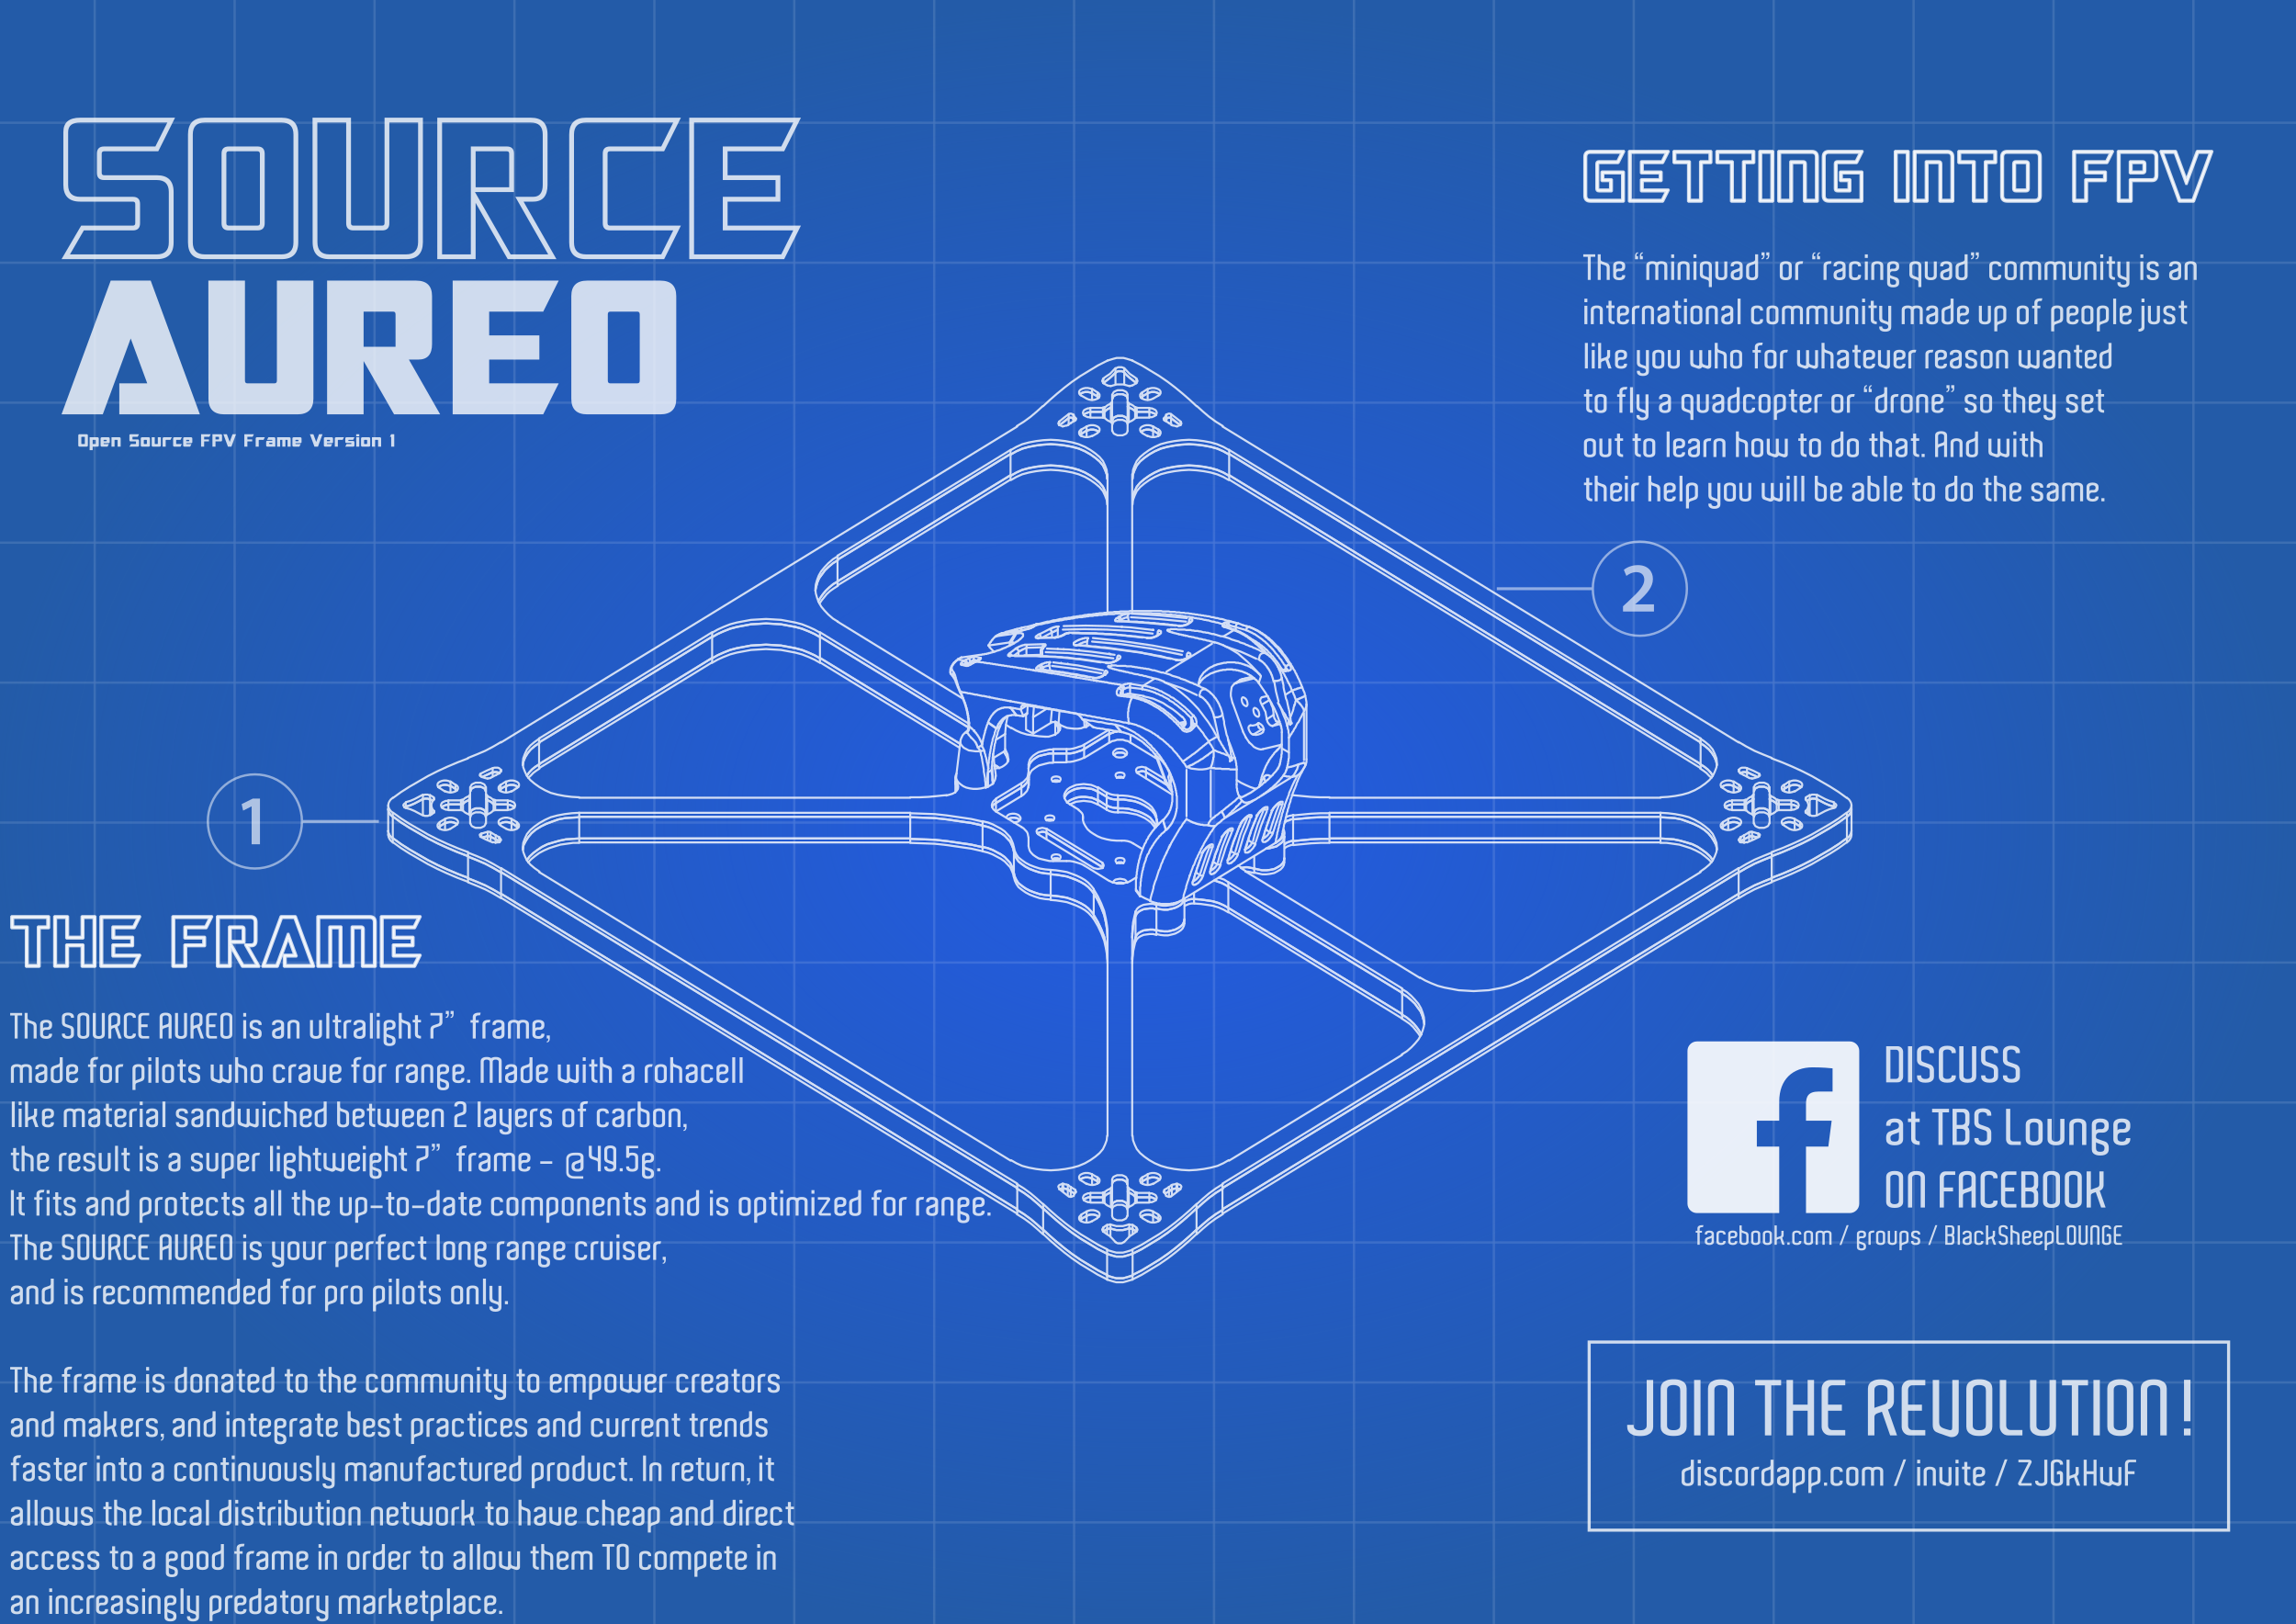 SOURCE
AUREO
Open Source FPV Frame Version 1
GETTING INTO FPV
The “miniquad” or “racing quad” community is an
international community made up of people just
like you who for whatever reason wanted
to fly a quadcopter or “drone” so they set
out to learn how to do that. And with
their help you will be able to do the same.
2
1
THE FRAME
The SOURCE AUREO is an ultralight 7” frame,
made for pilots who crave for range. Made with a rohacell
like material sandwiched between 2 layers of carbon,
the result is a super lightweight 7” frame - @49.5g.
It fits and protects all the up-to-date components and is optimized for range.
The SOURCE AUREO is your perfect long range cruiser,
and is recommended for pro pilots only.
The frame is donated to the community to empower creators
and makers, and integrate best practices and current trends
faster into a continuously manufactured product. In return, it
allows the local distribution network to have cheap and direct
access to a good frame in order to allow them TO compete in
an increasingly predatory marketplace.
f
DISCUSS
at TBS Lounge
ON FACEBOOK
facebook.com / groups / BlackSheepLOUNGE
JOIN THE REVOLUTION !
discordapp.com / invite / ZJGkHwF